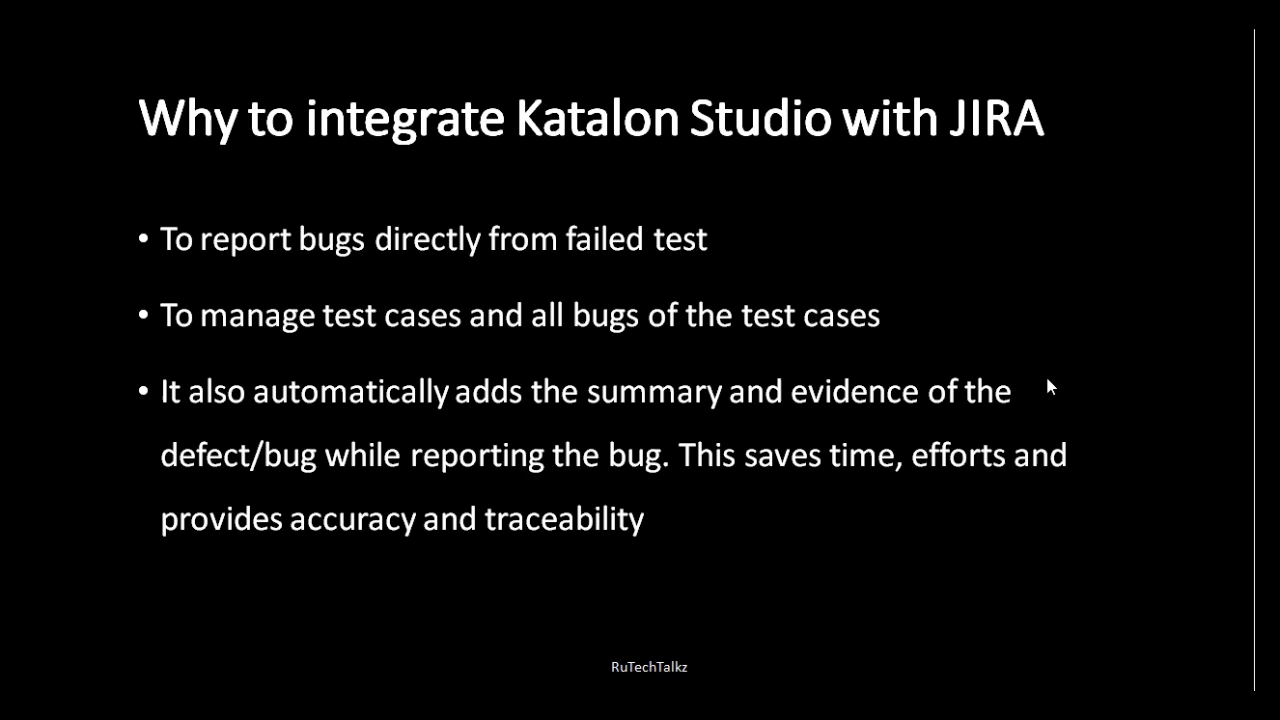 Why to integrate Katalon Studio with JIRA
• To report bugs directly from failed test
• To manage test cases and all bugs of the test cases
• It also automatically adds the summary and evidence of the
defect/bug while reporting the bug. This saves time, efforts and
provides accuracy and traceability
RuTechTalkz